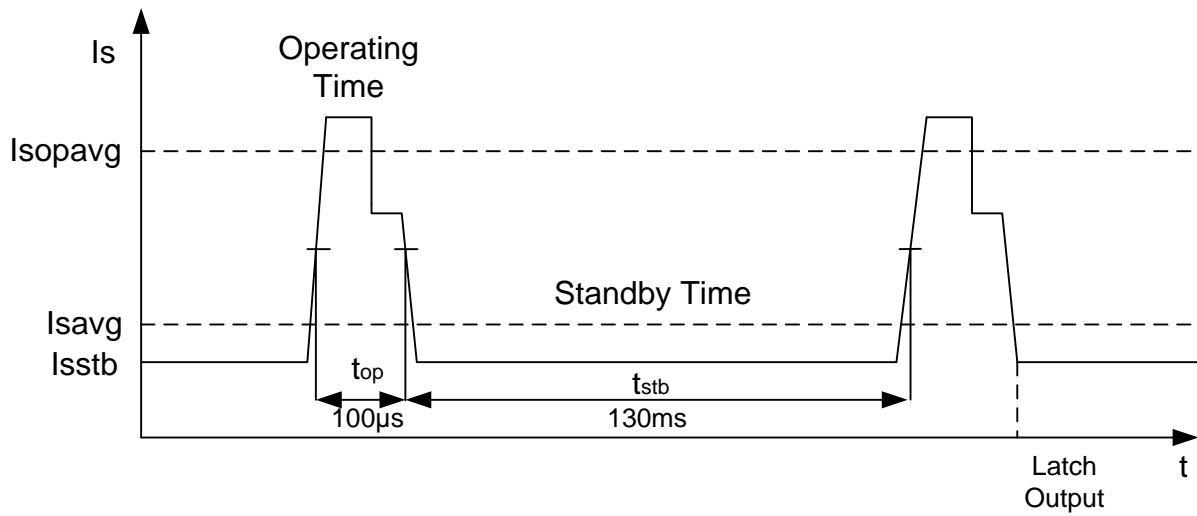 Is
Operating
Time
Isopavg
Standby Time
Isavg
Isstb
top
tstb
100µs
130ms
t
Latch
Output